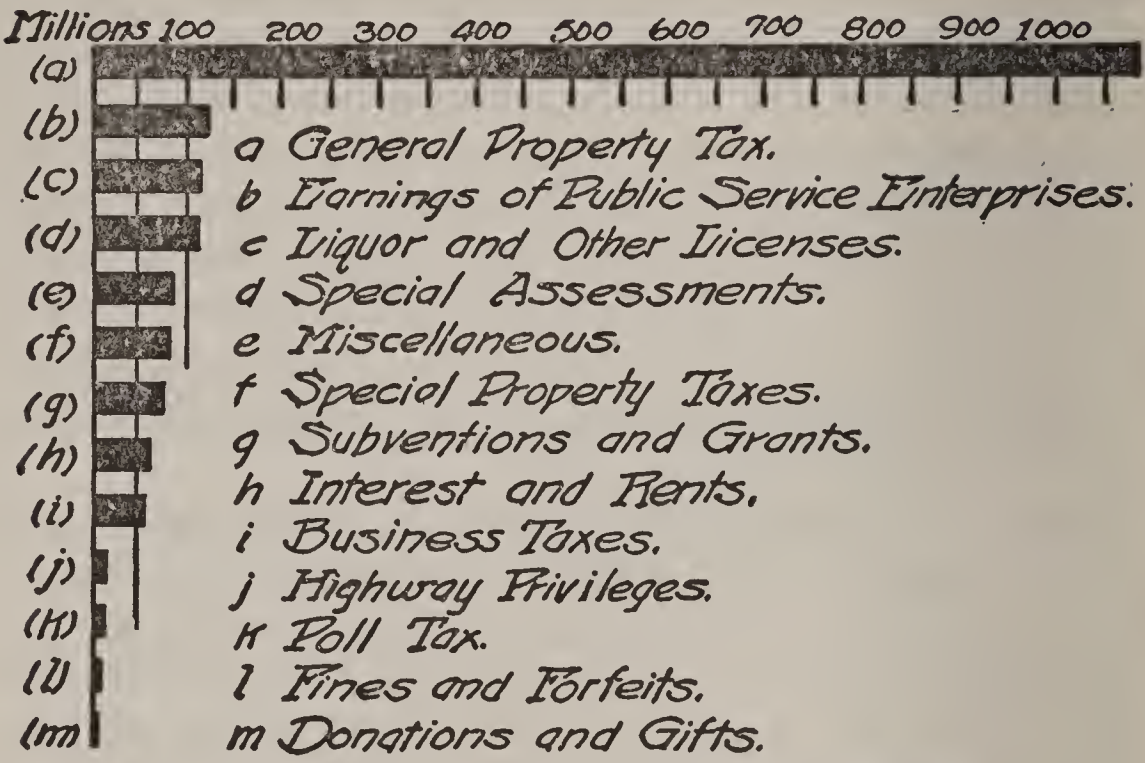 Millions 100 200 300 400 500 600 700 800 900 1000
(a)
(b)
(c)
(d)
(e)
(f)
(g)
(h)
(i)
(j)
(k)
(l)
(m)
a General Property Tax.
b Earnings of Public Service Enterprises.
c Liquor and Other Licenses.
d Special Assessments.
e Miscellaneous.
f Special Property Taxes.
g Subventions and Grants.
h Interest and Rents.
i Business Taxes.
j Highway Privileges.
k Poll Tax.
l Fines and Forfeits.
m Donations and Gifts.